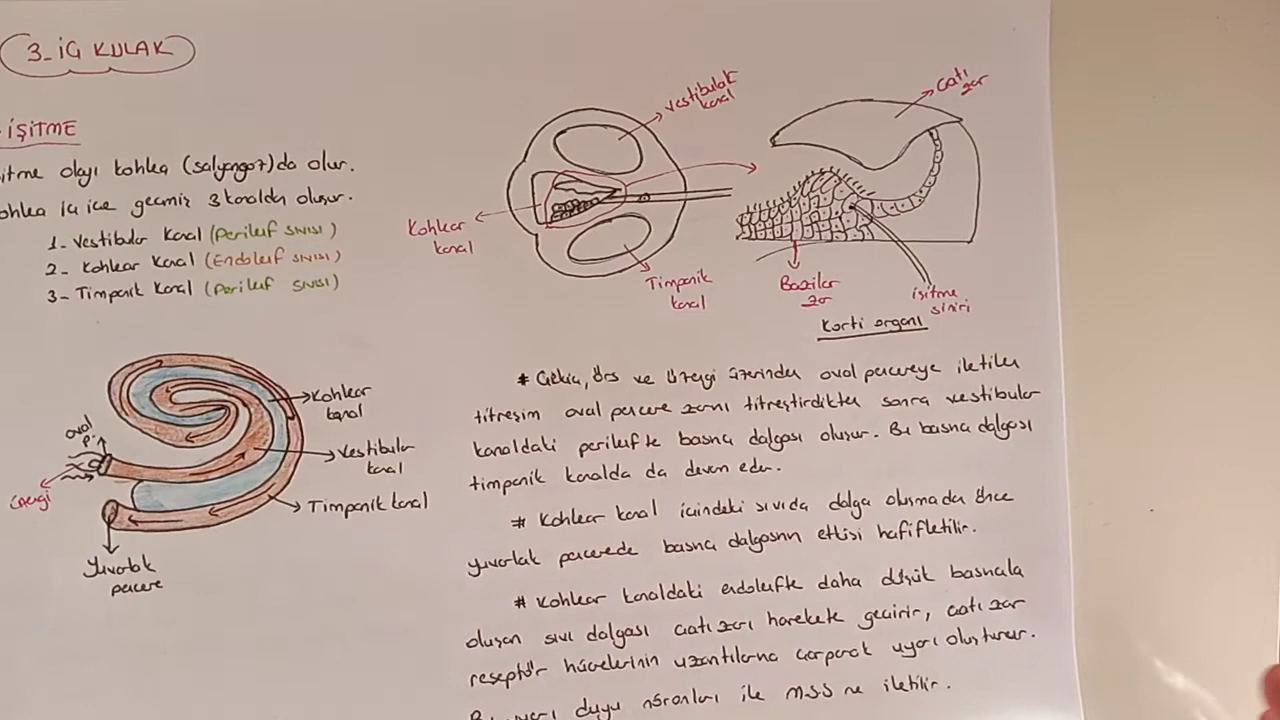 3_ İÇ KULAK
İŞİTME
itme olayı kohlea (salyangoz)da olur.
ohlea iç içe geçmiş 3 kanaldan oluşur.
1- Vestibular Kanal (Perilenf sıvısı)
2- Kohlear Kanal (Endolenf sıvısı)
3- Timpanik Kanal (Perilenf sıvısı)
Vestibular
kanal
Kohlear
kanal
Timpanik
kanal
Çatı
zar
Baziler
zar
işitme
siniri
Korti organı
oval
p.
üzengi
Kohlear
kanal
Vestibular
kanal
Timpanik kanal
Yuvarlak
pencere
* Çekiç, Örs ve Üzengi üzerinden oval pencereye iletilen
titreşim oval pencere zarını titreştirdikten sonra vestibular
kanaldaki perilenfte basınç dalgası oluşur. Bu basınç dalgası
timpanik kanalda da devam eder.
* Kohlear kanal içindeki sıvıda dalga oluşmadan önce
yuvarlak pencerede basınç dalgasının etkisi hafifletilir.
* Kohlear kanaldaki endolenfte daha düşük basınçla
oluşan sıvı dalgası çatı zarı harekete geçirir, çatı zar
reseptör hücrelerinin uzantılarına çarparak uyarı oluşturur.
Bu uyarı duyu nöronları ile MSS ne iletilir.